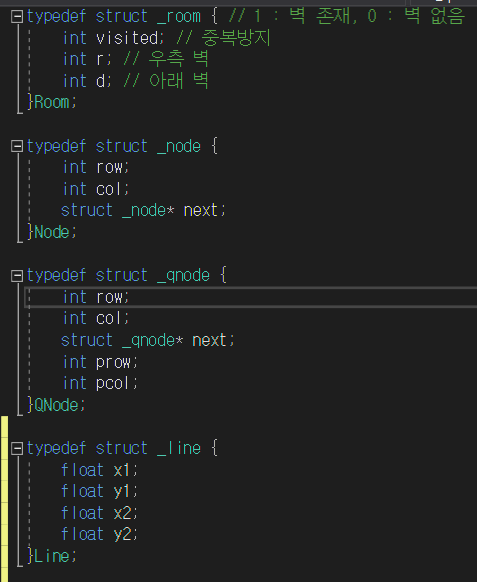 typedef struct _room { // 1 : 벽 존재, 0 : 벽 없음
int visited; // 중복방지
int r; // 우측 벽
int d; // 아래 벽
}Room;
typedef struct _node {
int row;
int col;
struct _node* next;
}Node;
typedef struct _qnode {
int row;
int col;
struct _qnode* next;
int prow;
int pcol;
}QNode;
typedef struct _line {
float x1;
float y1;
float x2;
float y2;
}Line;